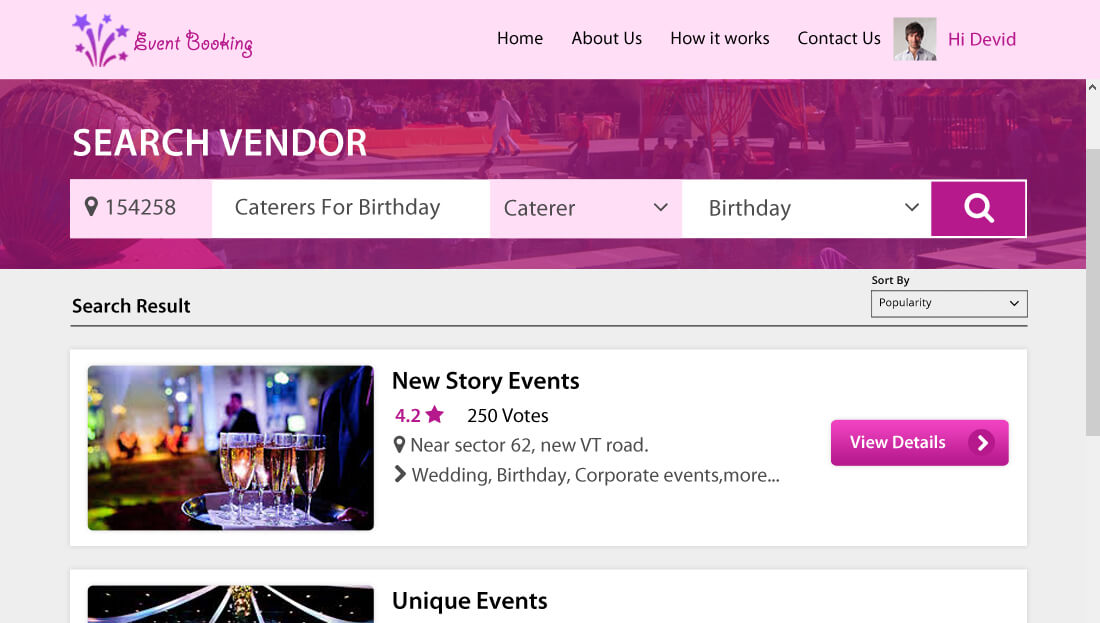 Event Booking
Home About Us How it works Contact Us Hi Devid
SEARCH VENDOR
154258 Caterers For Birthday Caterer Birthday
Sort By
Search Result
Popularity
New Story Events
4.2 250 Votes
Near sector 62, new VT road.
View Details
Wedding, Birthday, Corporate events,more...
Unique Events